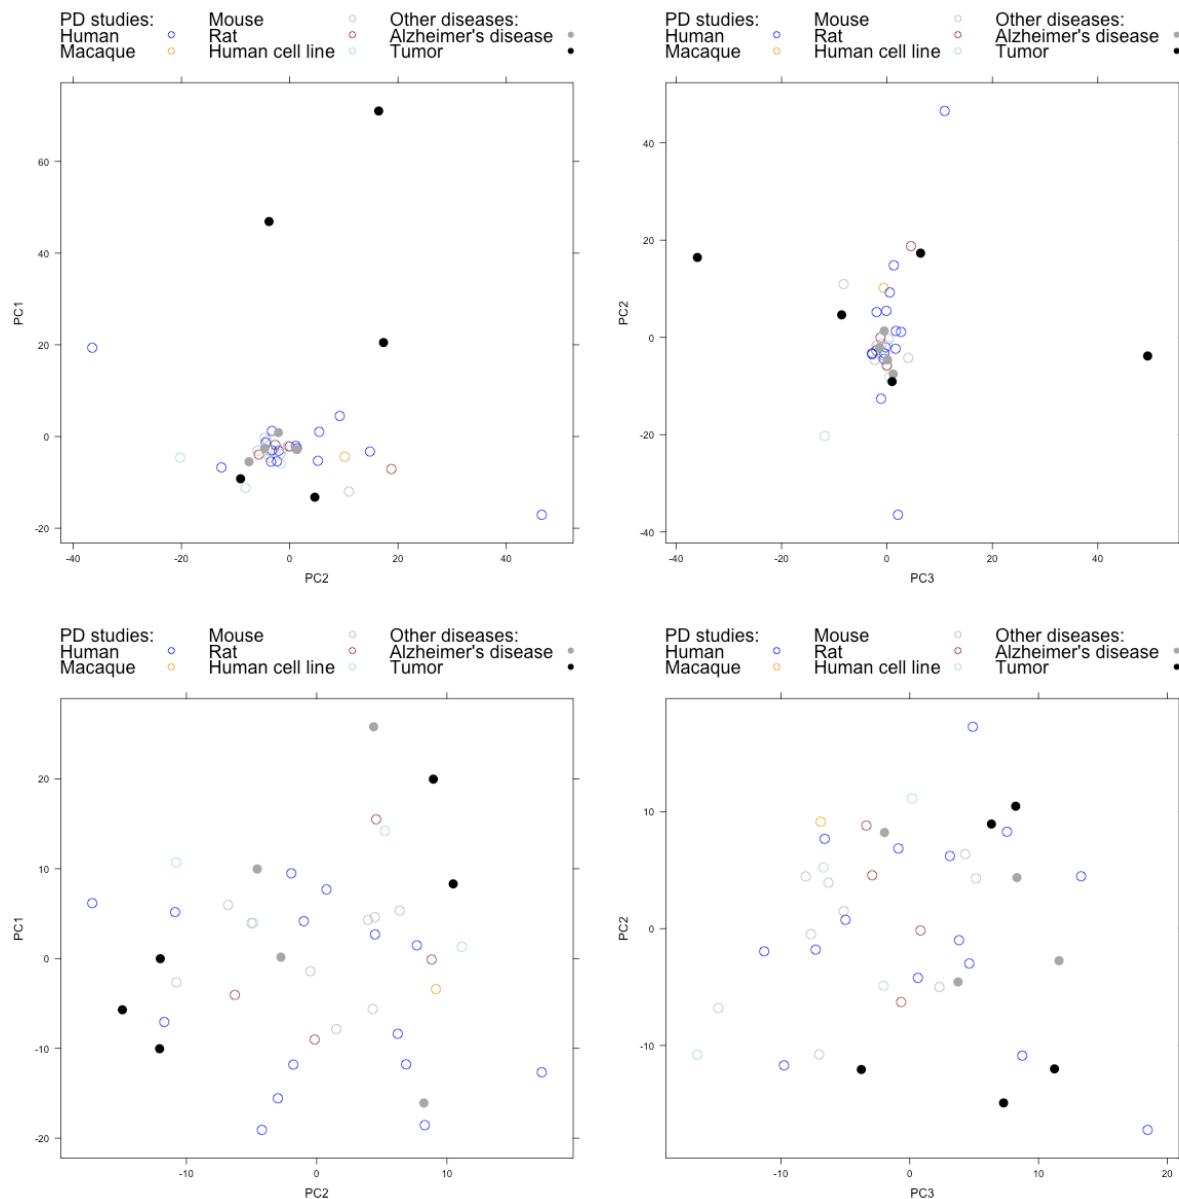 PD studies: Mouse Other diseases:
Human Rat Alzheimer's disease
Macaque Human cell line Tumor
60
40
20
0
-20
PC1
-40 -20 0 20 40
PC2
PD studies: Mouse Other diseases:
Human Rat Alzheimer's disease
Macaque Human cell line Tumor
40
20
0
-20
-40
PC2
-40 -20 0 20 40
PC3
PD studies: Mouse Other diseases:
Human Rat Alzheimer's disease
Macaque Human cell line Tumor
20
10
0
-10
-20
PC1
-10 0 10
PC2
PD studies: Mouse Other diseases:
Human Rat Alzheimer's disease
Macaque Human cell line Tumor
10
0
-10
PC2
-10 0 10 20
PC3